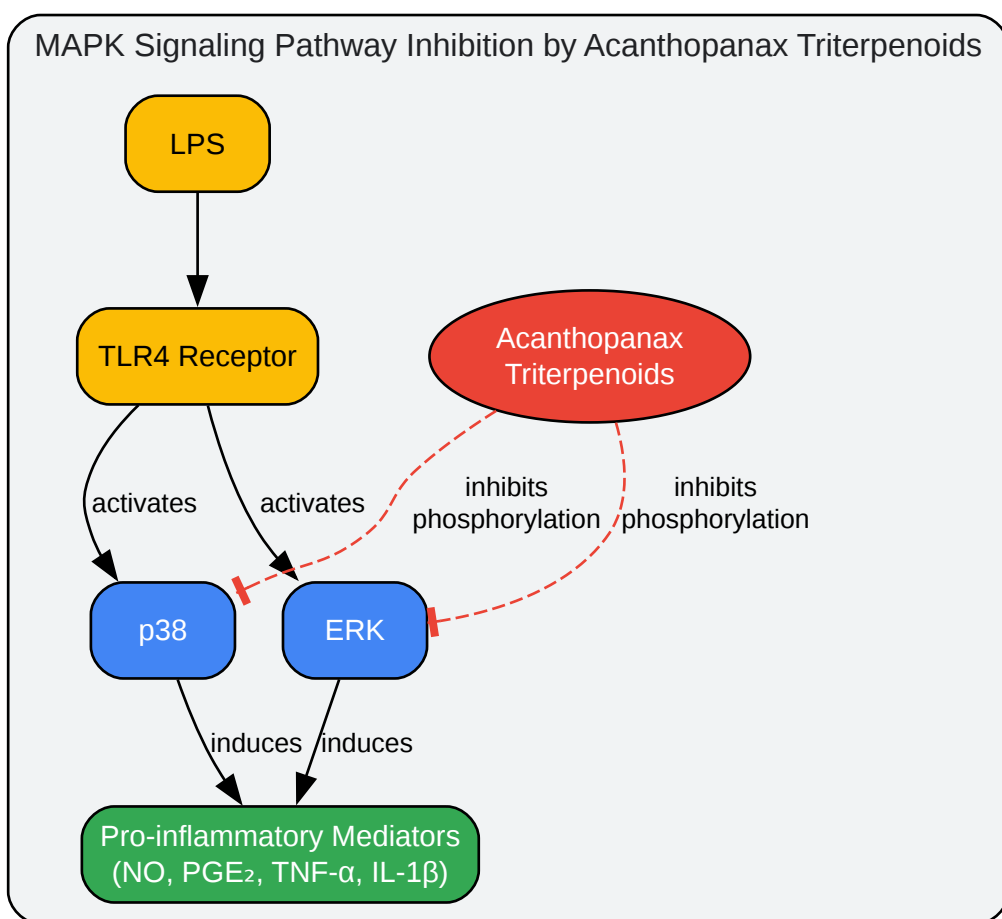 MAPK Signaling Pathway Inhibition by Acanthopanax Triterpenoids
LPS
TLR4 Receptor
Acanthopanax
Triterpenoids
activates
activates
inhibits
phosphorylation
inhibits
phosphorylation
p38
ERK
induces
induces
Pro-inflammatory Mediators
(NO, PGE₂, TNF-α, IL-1β)